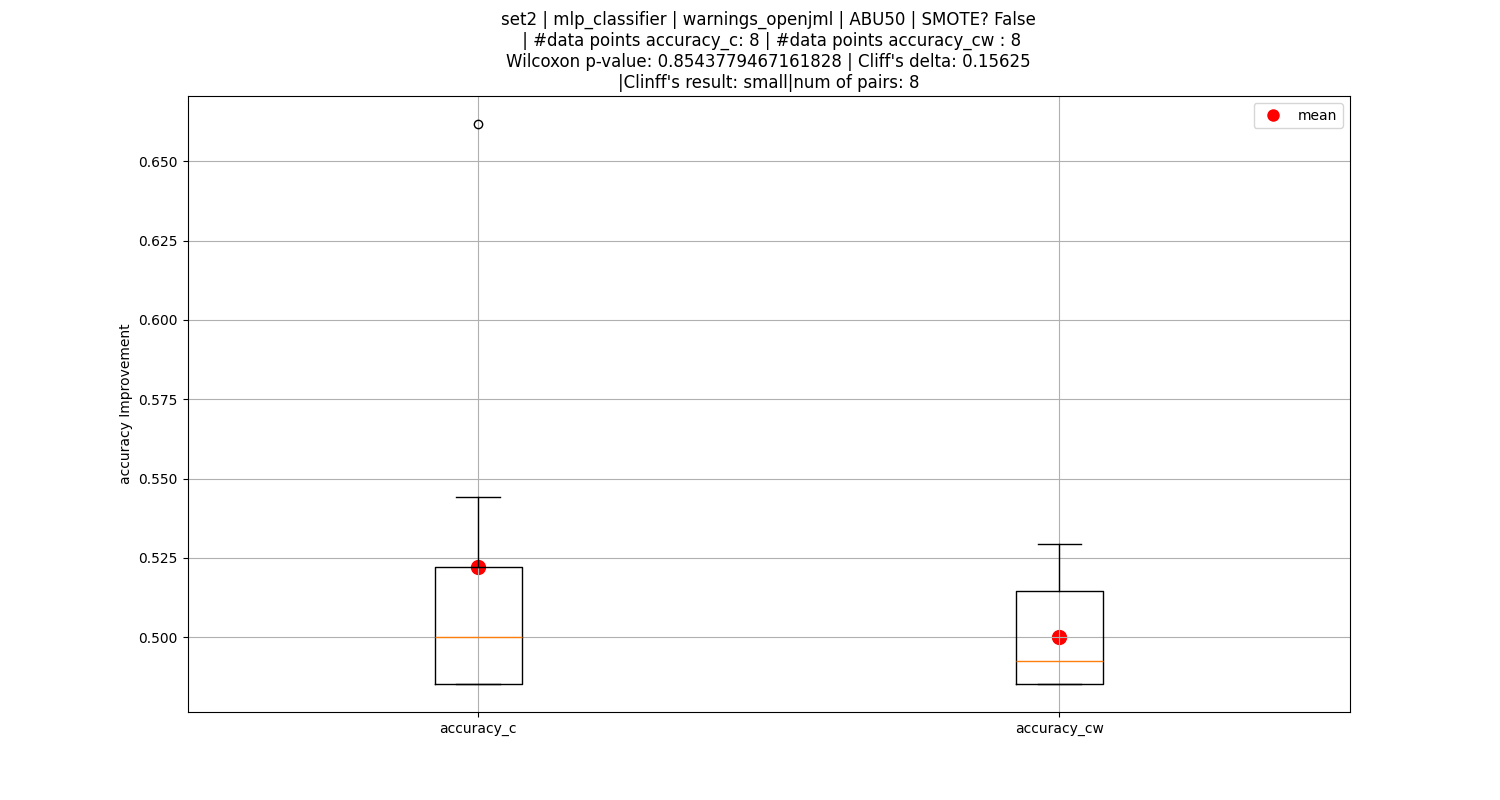 set2 | mlp_classifier | warnings_openjml | ABU50 | SMOTE? False
| #data points accuracy_c: 8 | #data points accuracy_cw : 8
Wilcoxon p-value: 0.8543779467161828 | Cliff's delta: 0.15625
|Clinff's result: small|num of pairs: 8
mean
0.650
0.625
0.600
0.575
0.550
0.525
0.500
accuracy Improvement
accuracy_c
accuracy_cw